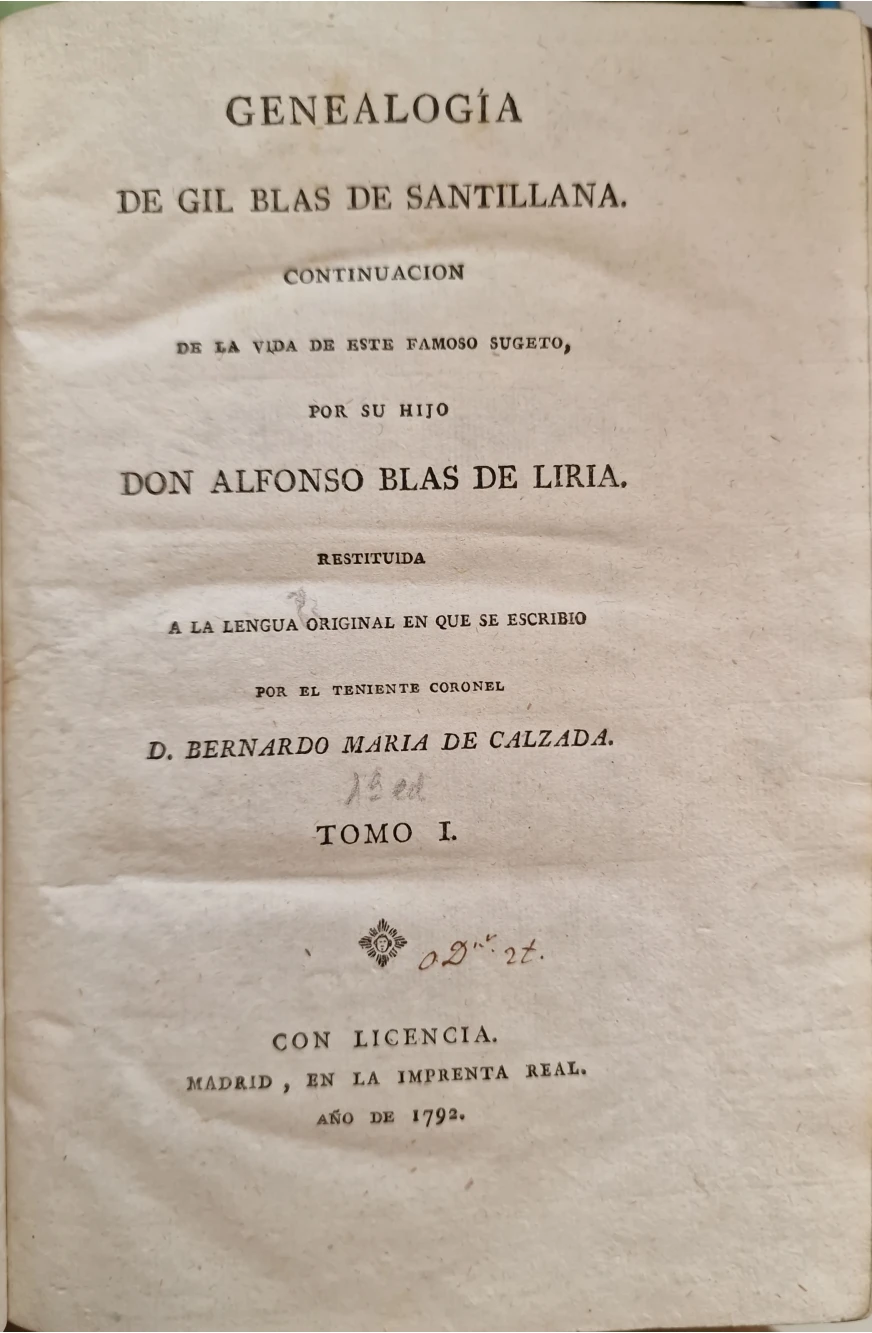 GENEALOGÍA
DE GIL BLAS DE SANTILLANA.
CONTINUACION
DE LA VIDA DE ESTE FAMOSO SUGETO,
POR SU HIJO
DON ALFONSO BLAS DE LIRIA.
RESTITUIDA
A LA LENGUA ORIGINAL EN QUE SE ESCRIBIO
POR EL TENIENTE CORONEL
D. BERNARDO MARIA DE CALZADA.
ed
TOMO I.
CON LICENCIA.
MADRID, EN LA IMPRENTA REAL.
AÑO DE 1792.